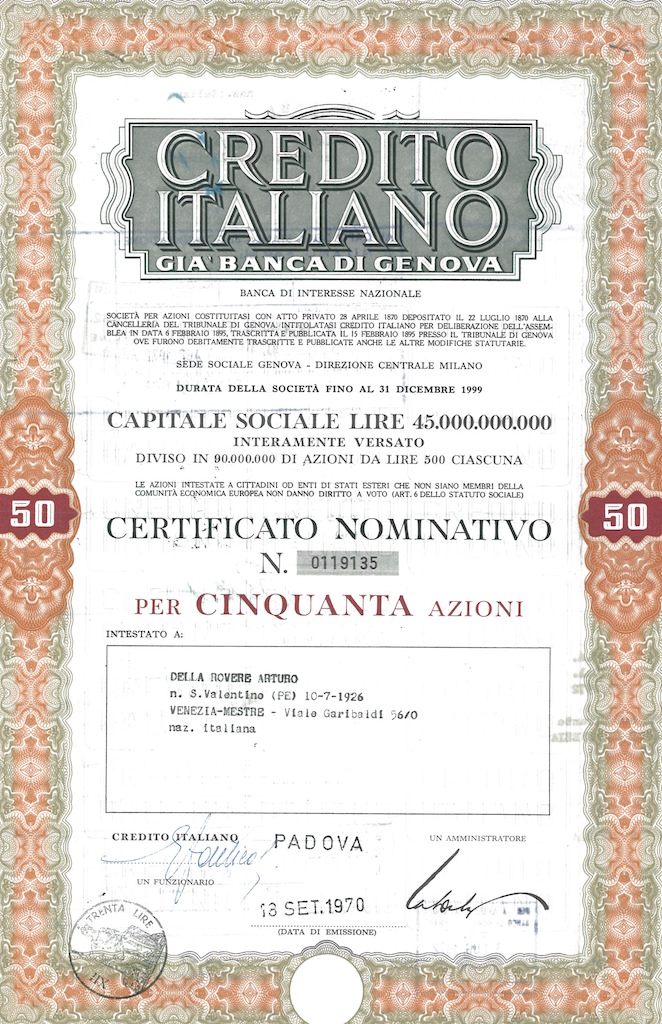 CREDITO
ITALIANO
GIA' BANCA DI GENOVA
BANCA DI INTERESSE NAZIONALE
SOCIETÀ PER AZIONI COSTITUITASI CON ATTO PRIVATO 28 APRILE 1870 DEPOSITATO IL 22 LUGLIO 1870 ALLA
CANCELLERIA DEL TRIBUNALE DI GENOVA. INTITOLATASI CREDITO ITALIANO PER DELIBERAZIONE DELL'ASSEM-
BLEA IN DATA 6 FEBBRAIO 1895, TRASCRITTA E PUBBLICATA IL 15 FEBBRAIO 1895 PRESSO IL TRIBUNALE DI GENOVA
OVE FURONO DEBITAMENTE TRASCRITTE E PUBBLICATE ANCHE LE ALTRE MODIFICHE STATUTARIE.
SEDE SOCIALE GENOVA - DIREZIONE CENTRALE MILANO
DURATA DELLA SOCIETÀ FINO AL 31 DICEMBRE 1999
CAPITALE SOCIALE LIRE 45.000.000.000
INTERAMENTE VERSATO
DIVISO IN 90.000.000 DI AZIONI DA LIRE 500 CIASCUNA
LE AZIONI INTESTATE A CITTADINI OD ENTI DI STATI ESTERI CHE NON SIANO MEMBRI DELLA
COMUNITÀ ECONOMICA EUROPEA NON DANNO DIRITTO A VOTO (ART. 6 DELLO STATUTO SOCIALE)
50 50
CERTIFICATO NOMINATIVO
N. 0119135
PER CINQUANTA AZIONI
INTESTATO A:
DELLA ROVERE ARTURO
n. S.Valentino (PE) 10-7-1926
VENEZIA-MESTRE - Viale Garibaldi 56/0
naz. italiana
CREDITO ITALIANO
PADOVA
UN AMMINISTRATORE
UN FUNZIONARIO
18 SET. 1970
(DATA DI EMISSIONE)
TRENTA LIRE